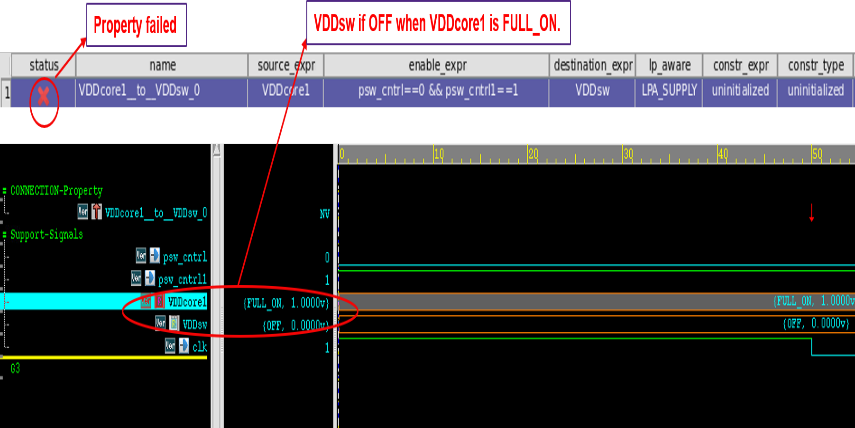 Property failed
VDDsw if OFF when VDDcore1 is FULL_ON.
status name source_expr enable_expr destination_expr lp_aware constr_expr constr_type
1 VDDcore1__to__VDDsw_0 VDDcore1 psw_cntrl==0 && psw_cntrl1==1 VDDsw LPA_SUPPLY uninitialized uninitialized
0 10 20 30 40 50
CONNECTION-Property
VDDcore1__to__VDDsw_0 NV
Support-Signals
psw_cntrl 0
psw_cntrl1 1
VDDcore1 {FULL_ON, 1.0000v} {FULL_ON, 1.0000v
VDDsw {OFF, 0.0000v} {OFF, 0.0000v}
clk 1
G3